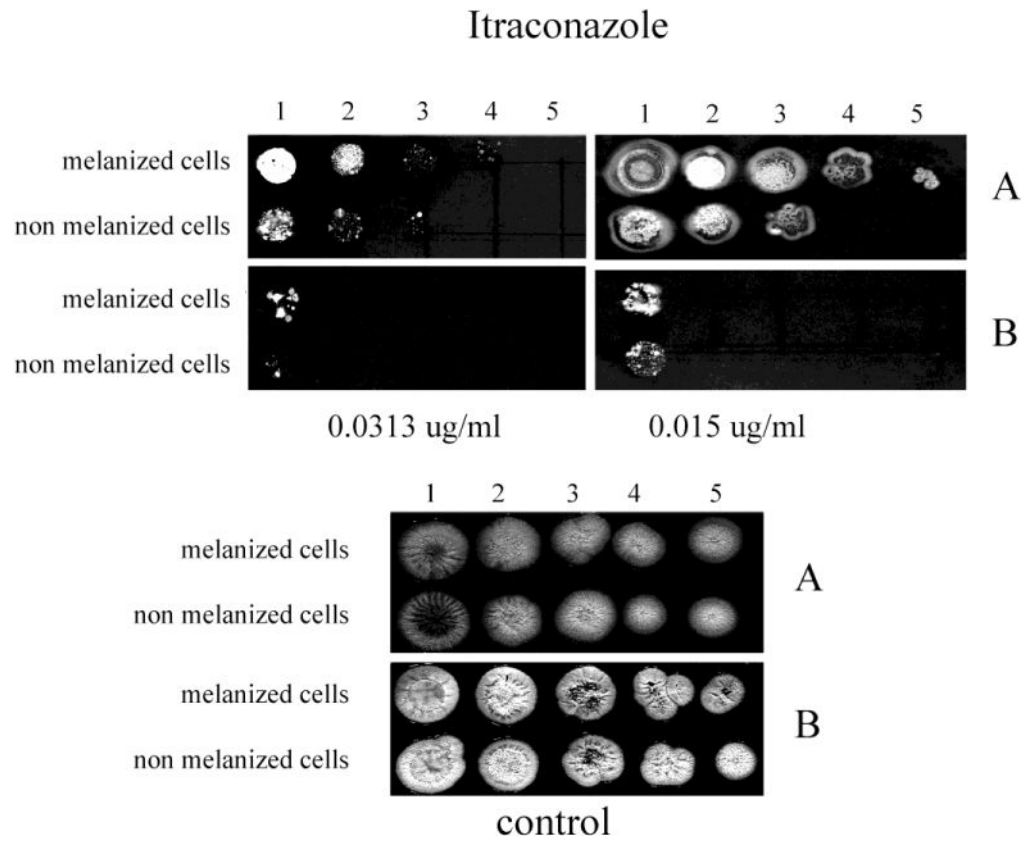 Itraconazole
1 2 3 4 5 1 2 3 4 5
melanized cells
A
non melanized cells
melanized cells
B
non melanized cells
0.0313 ug/ml 0.015 ug/ml
1 2 3 4 5
melanized cells
A
non melanized cells
melanized cells
B
non melanized cells
control